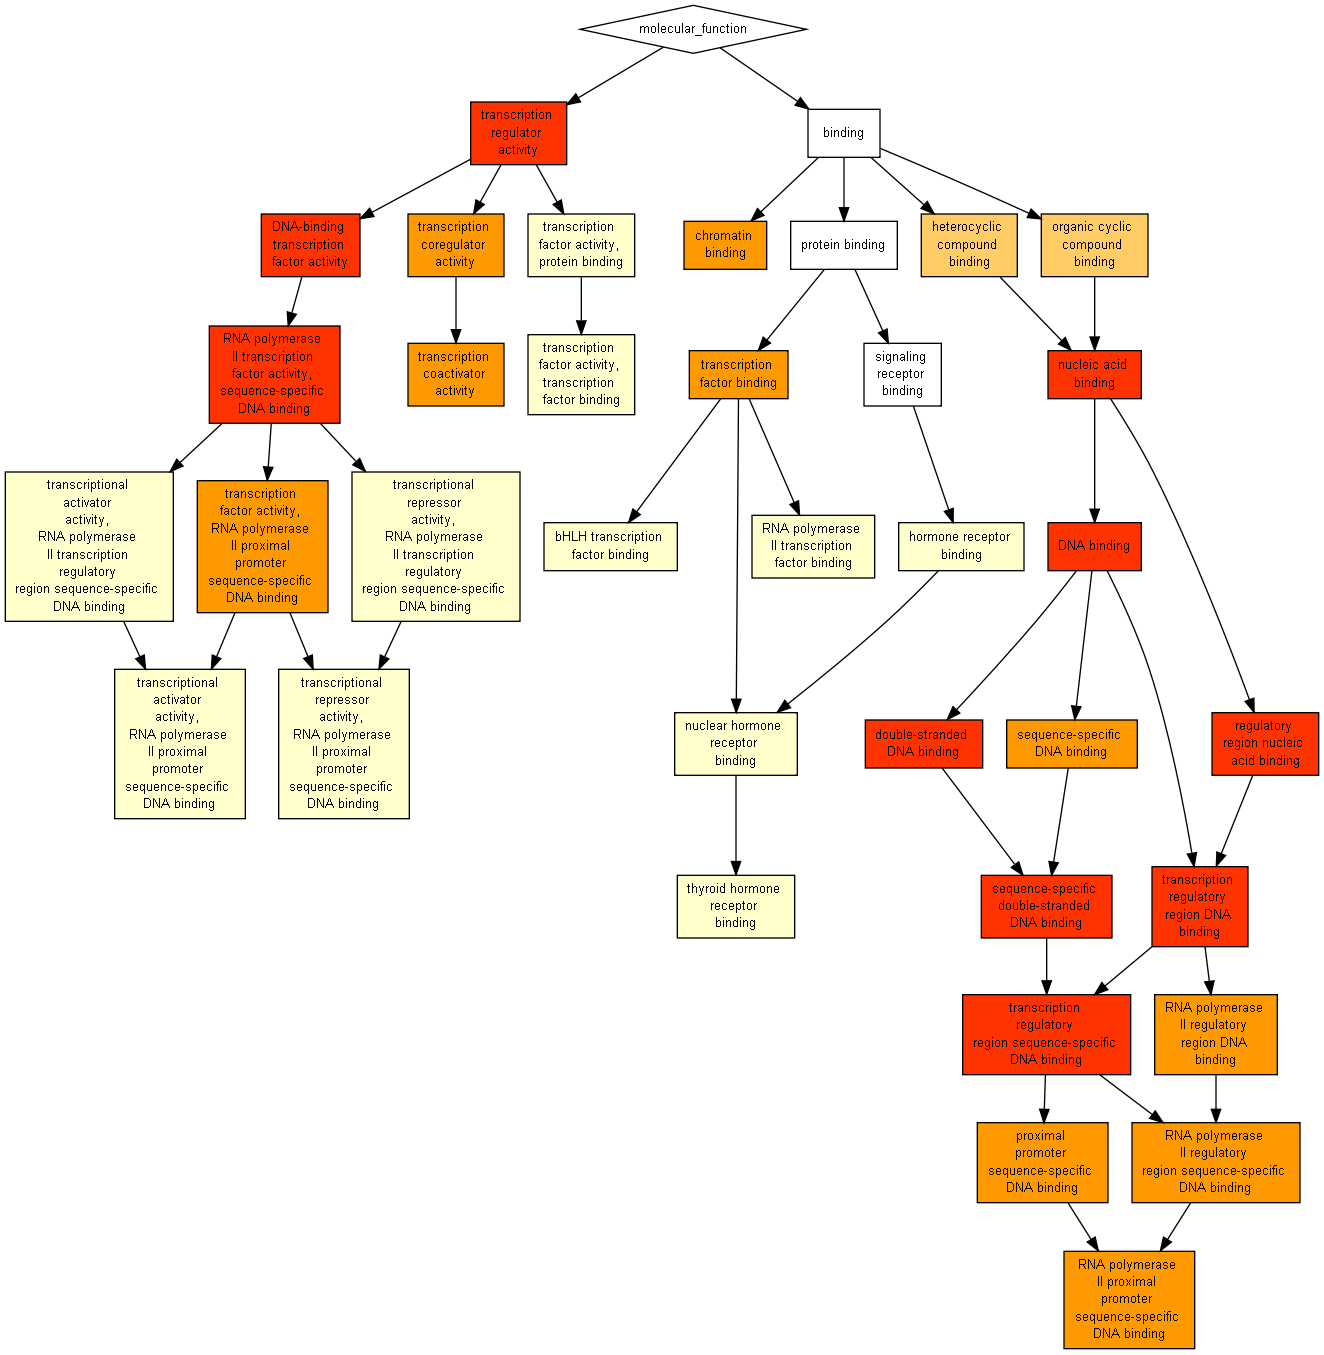 molecular_function
transcription
regulator
activity
binding
DNA-binding
transcription
factor activity
transcription
coregulator
activity
transcription
factor activity,
protein binding
chromatin
binding
protein binding
heterocyclic
compound
binding
organic cyclic
compound
binding
RNA polymerase
II transcription
factor activity,
sequence-specific
DNA binding
transcription
coactivator
activity
transcription
factor activity,
transcription
factor binding
transcription
factor binding
signaling
receptor
binding
nucleic acid
binding
transcriptional
activator
activity,
RNA polymerase
II transcription
regulatory
region sequence-specific
DNA binding
transcription
factor activity,
RNA polymerase
II proximal
promoter
sequence-specific
DNA binding
transcriptional
repressor
activity,
RNA polymerase
II transcription
regulatory
region sequence-specific
DNA binding
bHLH transcription
factor binding
RNA polymerase
II transcription
factor binding
hormone receptor
binding
DNA binding
transcriptional
activator
activity,
RNA polymerase
II proximal
promoter
sequence-specific
DNA binding
transcriptional
repressor
activity,
RNA polymerase
II proximal
promoter
sequence-specific
DNA binding
nuclear hormone
receptor
binding
double-stranded
DNA binding
sequence-specific
DNA binding
regulatory
region nucleic
acid binding
thyroid hormone
receptor
binding
sequence-specific
double-stranded
DNA binding
transcription
regulatory
region DNA
binding
transcription
regulatory
region sequence-specific
DNA binding
RNA polymerase
II regulatory
region DNA
binding
proximal
promoter
sequence-specific
DNA binding
RNA polymerase
II regulatory
region sequence-specific
DNA binding
RNA polymerase
II proximal
promoter
sequence-specific
DNA binding